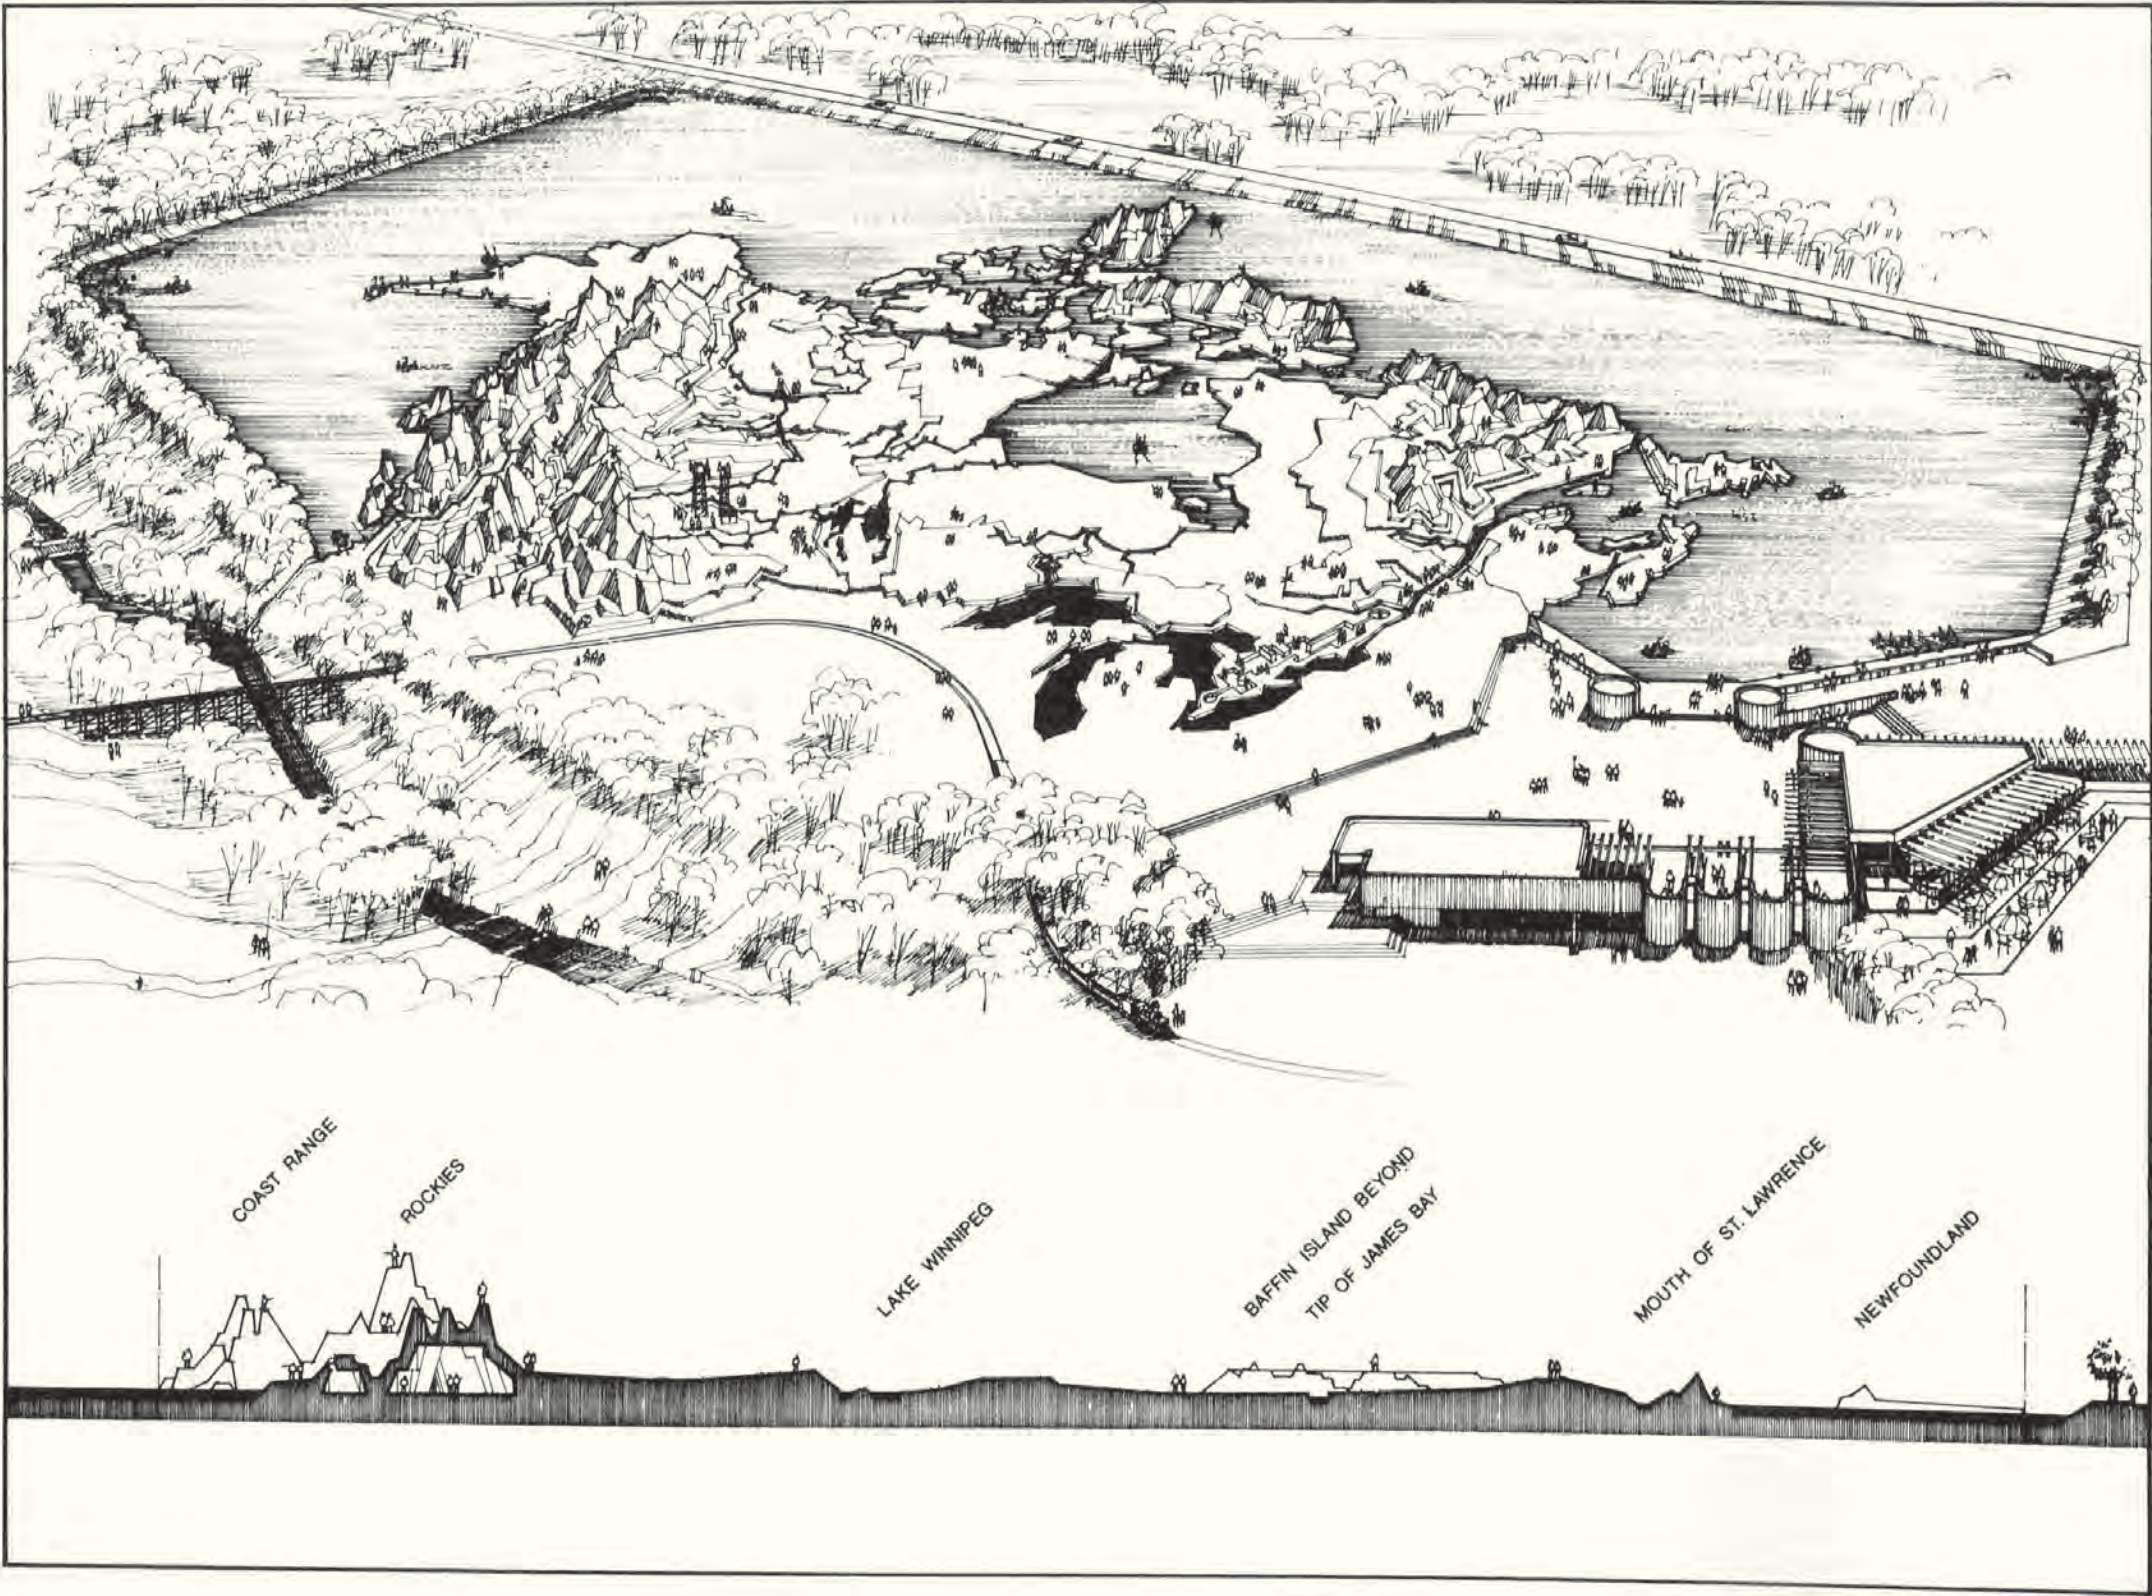 COAST RANGE
ROCKIES
LAKE WINNIPEG
BAFFIN ISLAND BEYOND
TIP OF JAMES BAY
MOUTH OF ST. LAWRENCE
NEWFOUNDLAND